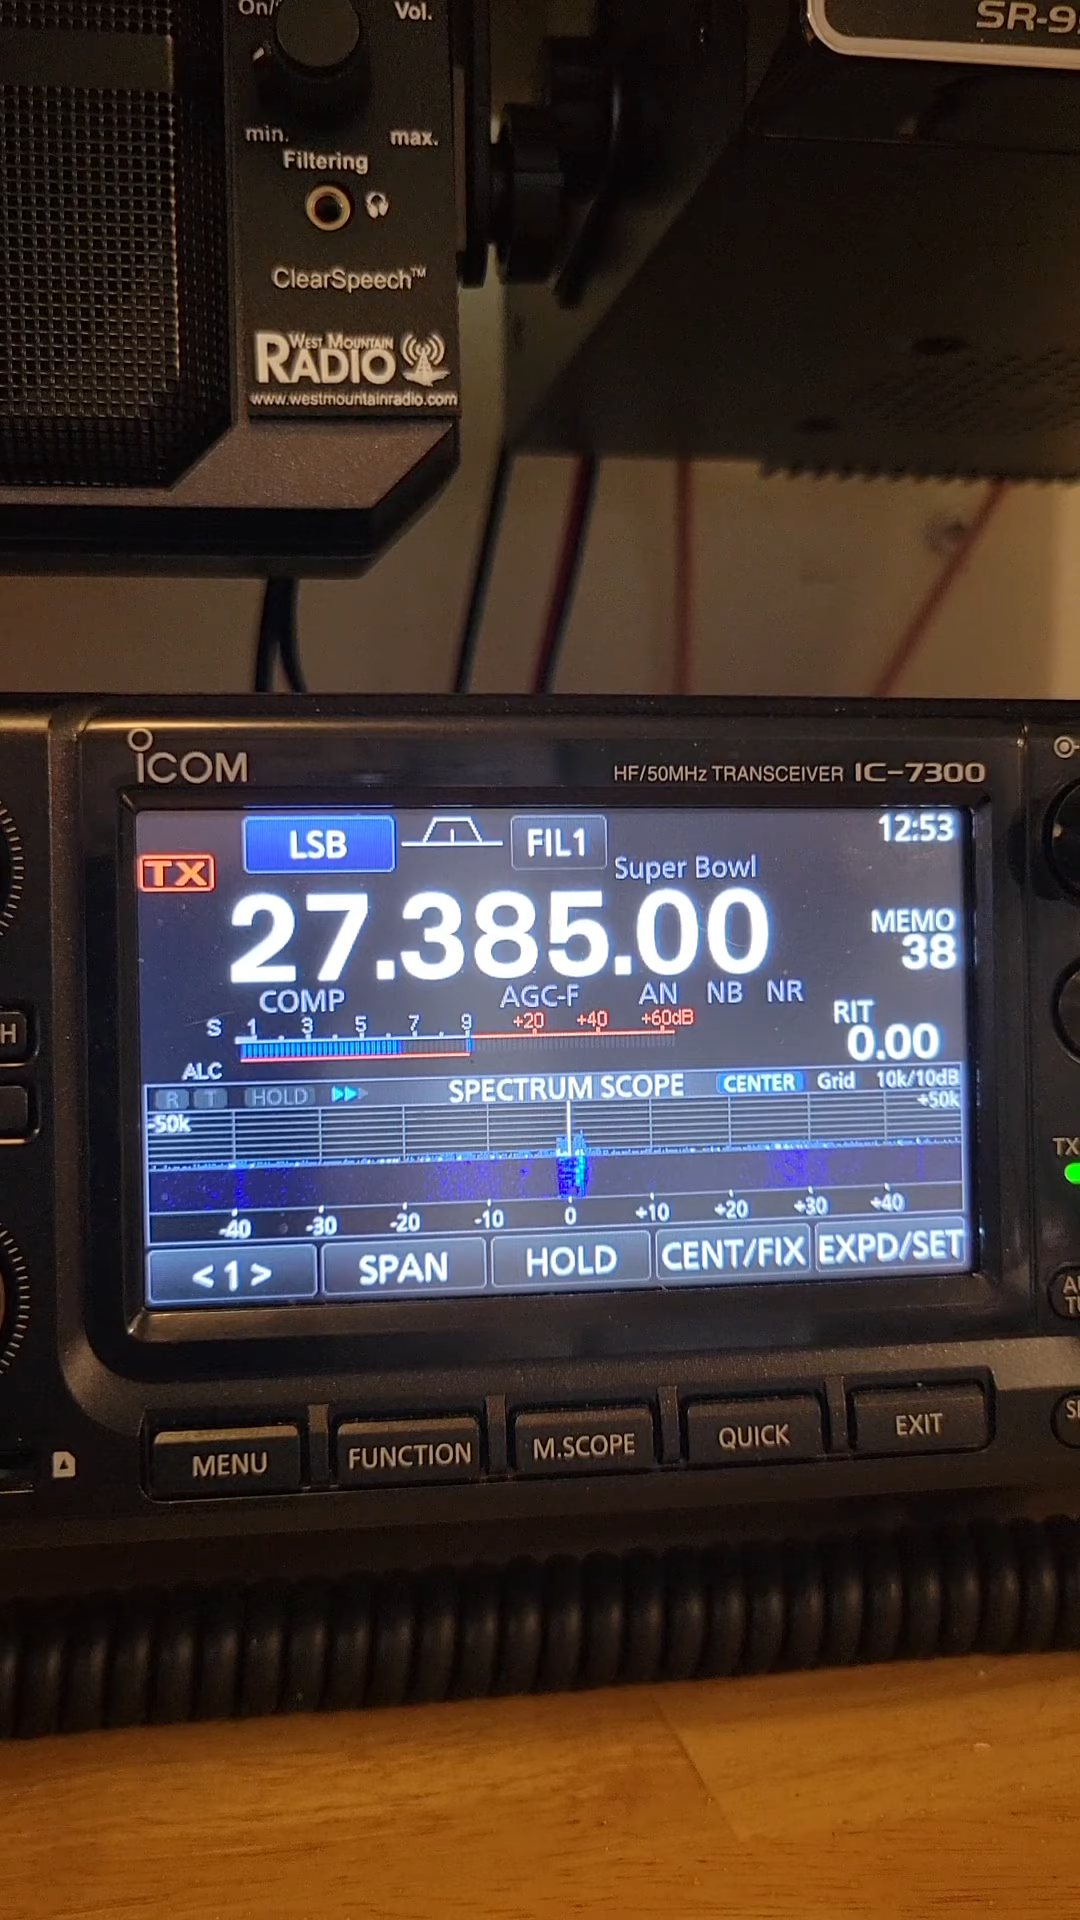 On/
Vol.
SR-9
min.
max.
Filtering
ClearSpeech™
WEST MOUNTAIN
RADIO
www.westmountainradio.com
ICOM
HF/50MHz TRANSCEIVER IC-7300
LSB
FIL1
12:53
TX
Super Bowl
27.385.00
MEMO
38
COMP AGC-F AN NB NR
S 1 3 5 7 9 +20 +40 +60dB
RIT
0.00
ALC
R T HOLD SPECTRUM SCOPE CENTER Grid 10k/10dB
-50k
+50k
-40 -30 -20 -10 0 +10 +20 +30 +40
<1> SPAN HOLD CENT/FIX EXPD/SET
H
TX
MENU FUNCTION M.SCOPE QUICK EXIT